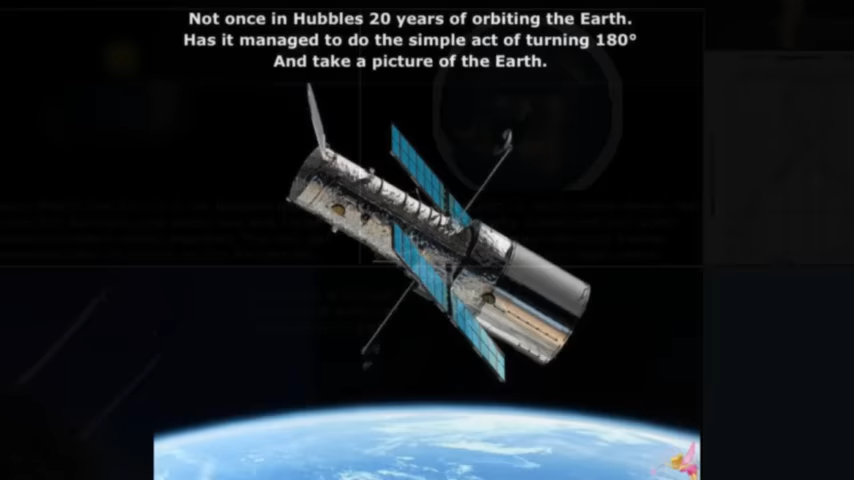 Not once in Hubbles 20 years of orbiting the Earth.
Has it managed to do the simple act of turning 180°
And take a picture of the Earth.